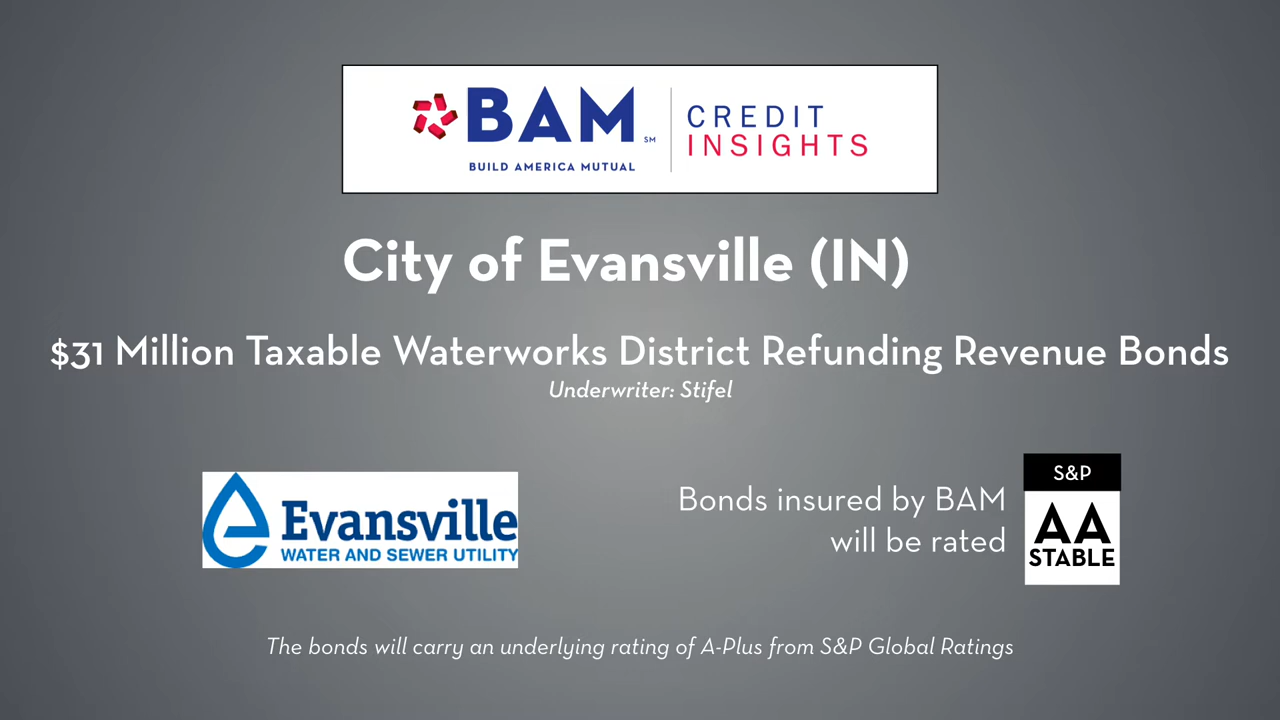 BAM SM
BUILD AMERICA MUTUAL
CREDIT
INSIGHTS
City of Evansville (IN)
$31 Million Taxable Waterworks District Refunding Revenue Bonds
Underwriter: Stifel
Evansville
WATER AND SEWER UTILITY
Bonds insured by BAM
will be rated
S&P
AA
STABLE
The bonds will carry an underlying rating of A-Plus from S&P Global Ratings